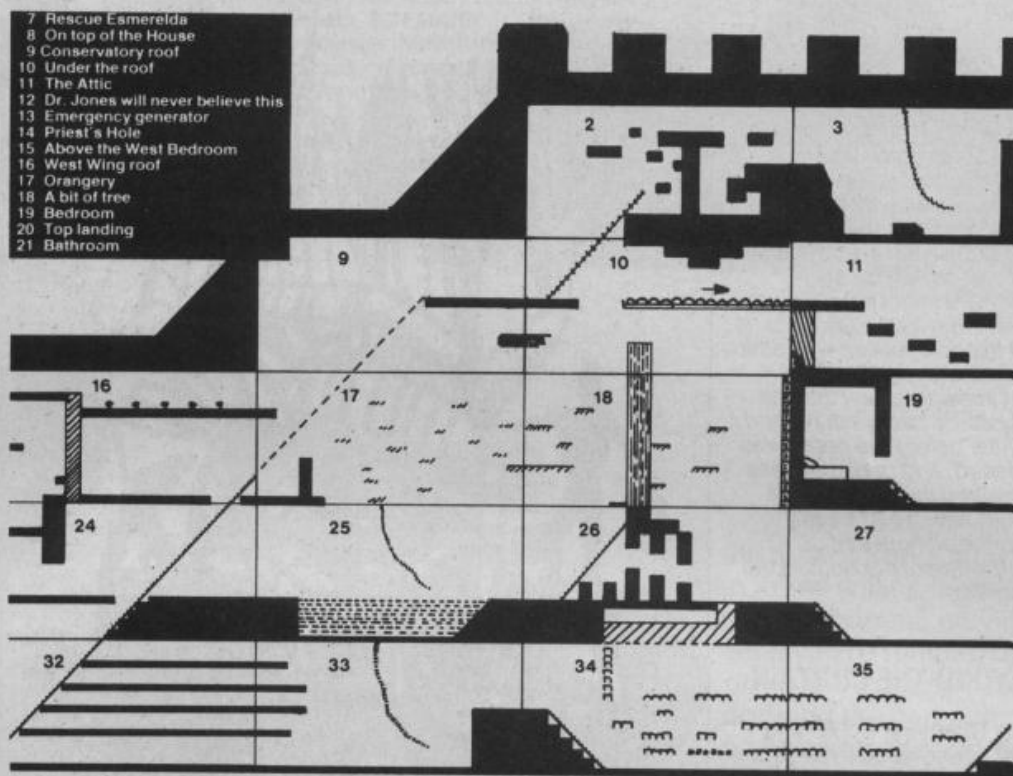 7 Rescue Esmerelda
8 On top of the House
9 Conservatory roof
10 Under the roof
11 The Attic
12 Dr. Jones will never believe this
13 Emergency generator
14 Priest's Hole
15 Above the West Bedroom
16 West Wing roof
17 Orangery
18 A bit of tree
19 Bedroom
20 Top landing
21 Bathroom
2
3
9
10
11
16
17
18
19
24
25
26
27
32
33
34
35